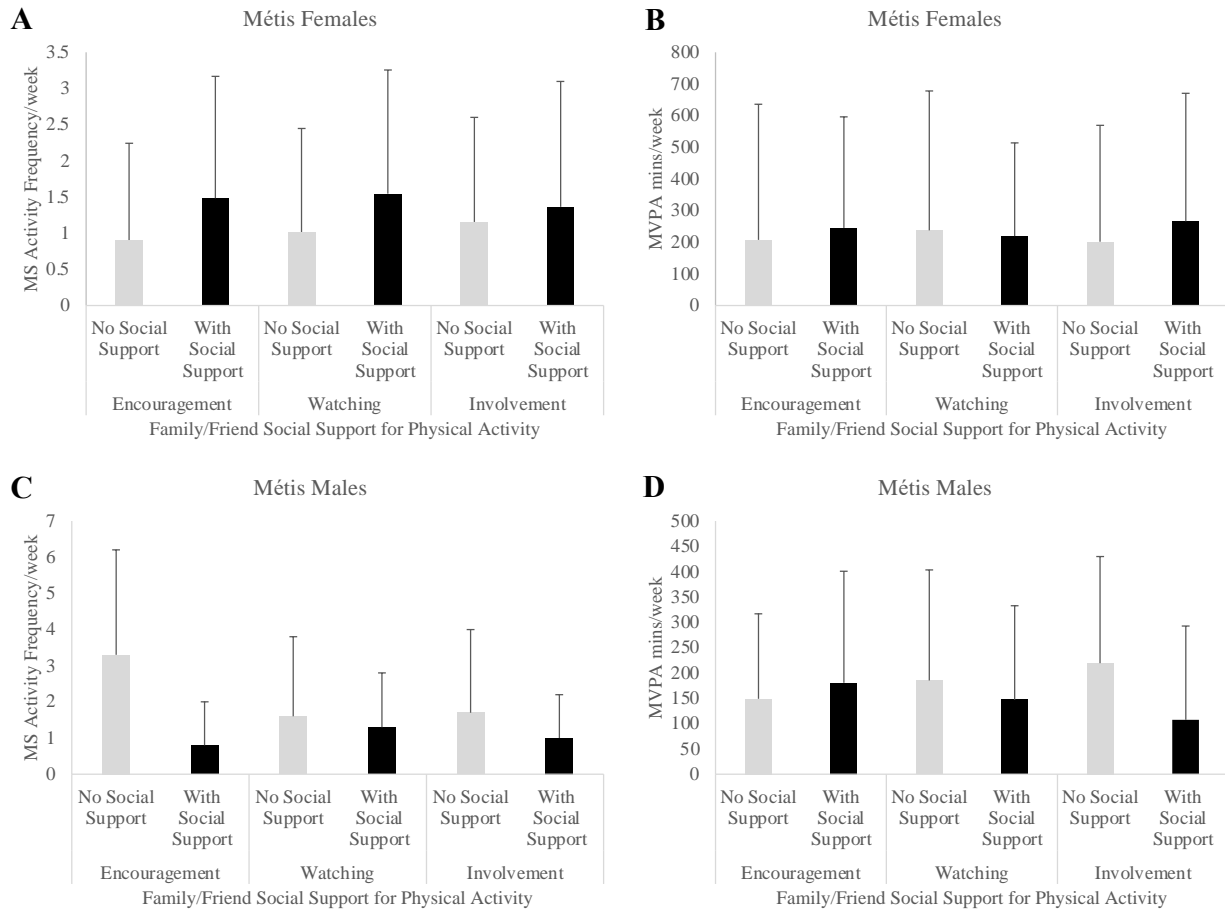 A
Métis Females
MS Activity Frequency/week
3.5
3
2.5
2
1.5
1
0.5
0
No Social
Support
With
Social
Support
No Social
Support
With
Social
Support
No Social
Support
With
Social
Support
Encouragement
Watching
Involvement
Family/Friend Social Support for Physical Activity
B
Métis Females
MVPA mins/week
800
700
600
500
400
300
200
100
0
No Social
Support
With
Social
Support
No Social
Support
With
Social
Support
No Social
Support
With
Social
Support
Encouragement
Watching
Involvement
Family/Friend Social Support for Physical Activity
C
Métis Males
MS Activity Frequency/week
7
6
5
4
3
2
1
0
No Social
Support
With
Social
Support
No Social
Support
With
Social
Support
No Social
Support
With
Social
Support
Encouragement
Watching
Involvement
Family/Friend Social Support for Physical Activity
D
Métis Males
MVPA mins/week
500
450
400
350
300
250
200
150
100
50
0
No Social
Support
With
Social
Support
No Social
Support
With
Social
Support
No Social
Support
With
Social
Support
Encouragement
Watching
Involvement
Family/Friend Social Support for Physical Activity